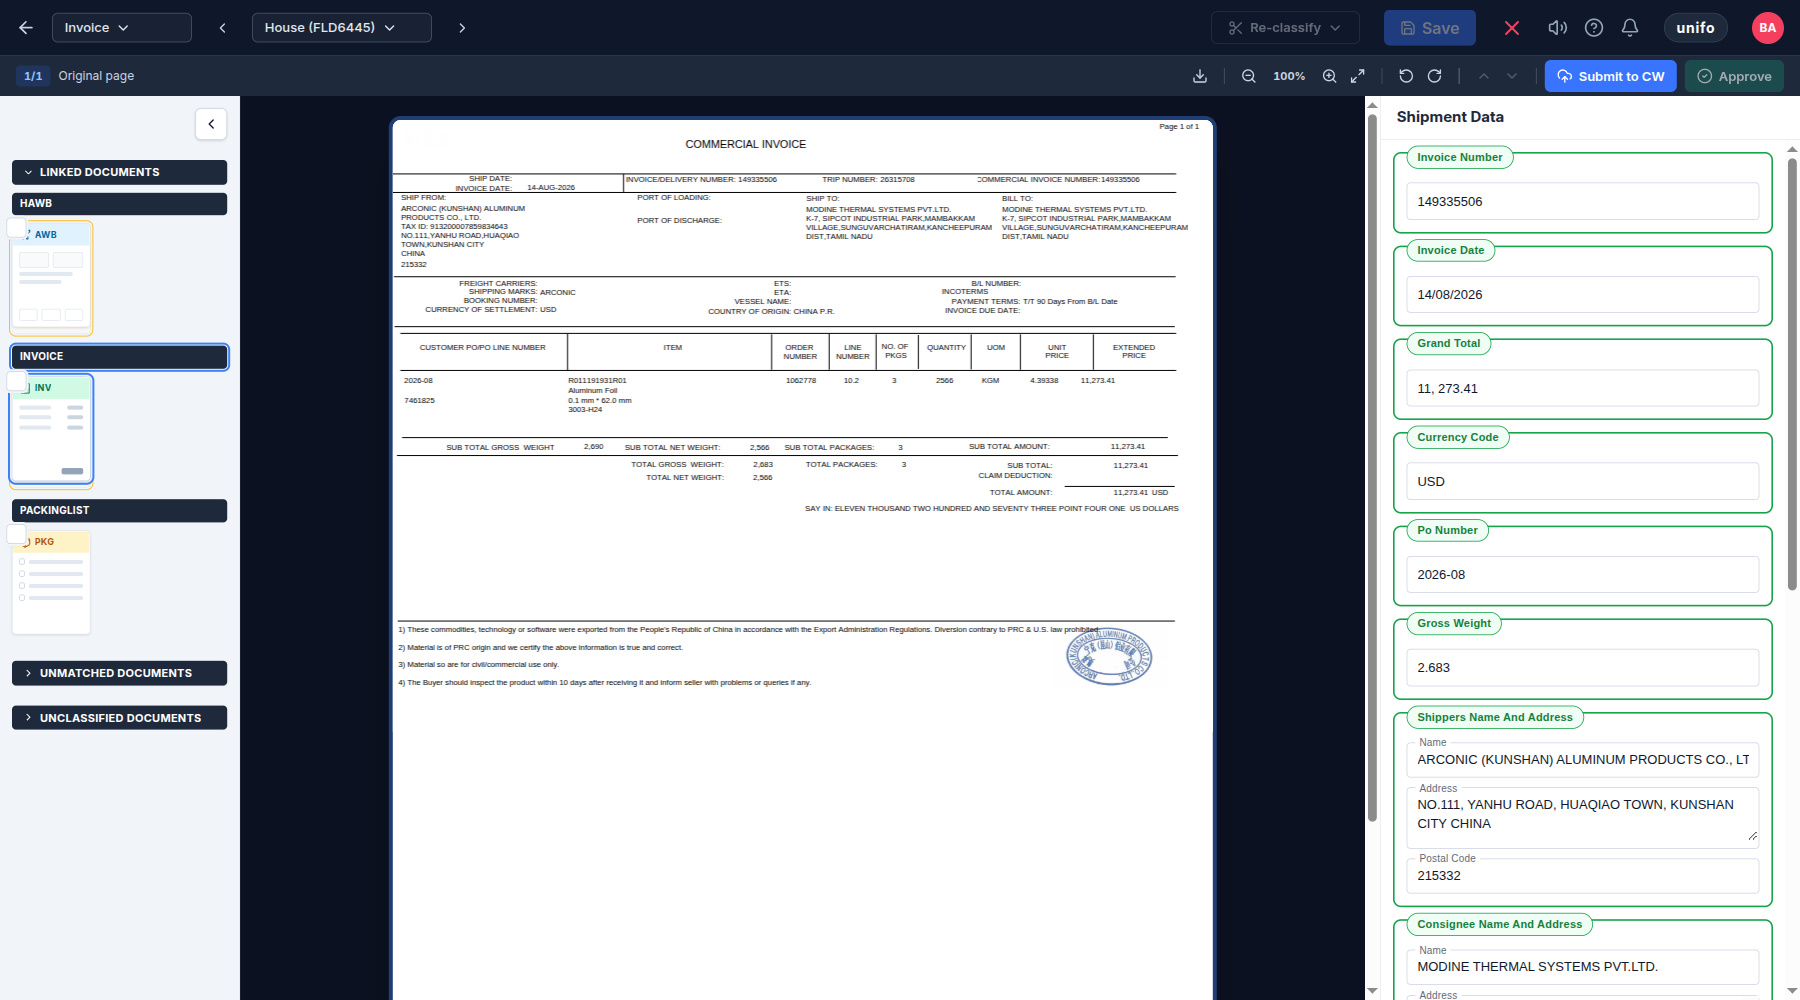 Invoice
House (FLD6445)
Re-classify
Save
unifo
BA
1/1
Original page
100%
Submit to CW
Approve
LINKED DOCUMENTS
HAWB
AWB
INVOICE
INV
PACKINGLIST
PKG
UNMATCHED DOCUMENTS
UNCLASSIFIED DOCUMENTS
Page 1 of 1
COMMERCIAL INVOICE
SHIP DATE:
INVOICE DATE: 14-AUG-2026
INVOICE/DELIVERY NUMBER: 149335506
TRIP NUMBER: 26315708
COMMERCIAL INVOICE NUMBER:149335506
SHIP FROM:
ARCONIC (KUNSHAN) ALUMINUM
PRODUCTS CO., LTD.
TAX ID: 913200007859834643
NO.111,YANHU ROAD,HUAQIAO
TOWN,KUNSHAN CITY
CHINA
215332
PORT OF LOADING:
PORT OF DISCHARGE:
SHIP TO:
MODINE THERMAL SYSTEMS PVT.LTD.
K-7, SIPCOT INDUSTRIAL PARK,MAMBAKKAM
VILLAGE,SUNGUVARCHATIRAM,KANCHEEPURAM
DIST,TAMIL NADU
BILL TO:
MODINE THERMAL SYSTEMS PVT.LTD.
K-7, SIPCOT INDUSTRIAL PARK,MAMBAKKAM
VILLAGE,SUNGUVARCHATIRAM,KANCHEEPURAM
DIST,TAMIL NADU
FREIGHT CARRIERS:
SHIPPING MARKS: ARCONIC
BOOKING NUMBER:
CURRENCY OF SETTLEMENT: USD
ETS:
ETA:
VESSEL NAME:
COUNTRY OF ORIGIN: CHINA P.R.
B/L NUMBER:
INCOTERMS
PAYMENT TERMS: T/T 90 Days From B/L Date
INVOICE DUE DATE:
CUSTOMER PO/PO LINE NUMBER
ITEM
ORDER NUMBER
LINE NUMBER
NO. OF PKGS
QUANTITY
UOM
UNIT PRICE
EXTENDED PRICE
2026-08
R011191931R01
1062778
10.2
3
2566
KGM
4.39338
11,273.41
Aluminum Foil
7461825
0.1 mm * 62.0 mm
3003-H24
SUB TOTAL GROSS WEIGHT 2,690
SUB TOTAL NET WEIGHT: 2,566
SUB TOTAL PACKAGES: 3
SUB TOTAL AMOUNT: 11,273.41
TOTAL GROSS WEIGHT: 2,683
TOTAL PACKAGES: 3
SUB TOTAL: 11,273.41
TOTAL NET WEIGHT: 2,566
CLAIM DEDUCTION:
TOTAL AMOUNT: 11,273.41 USD
SAY IN: ELEVEN THOUSAND TWO HUNDRED AND SEVENTY THREE POINT FOUR ONE US DOLLARS
1) These commodities, technology or software were exported from the People's Republic of China in accordance with the Export Administration Regulations. Diversion contrary to PRC & U.S. law prohibited.
2) Material is of PRC origin and we certify the above information is true and correct.
3) Material so are for civil/commercial use only.
4) The Buyer should inspect the product within 10 days after receiving it and inform seller with problems or queries if any.
ARCONIC(KUNSHAN)ALUMINUM PRODUCTS CO.,LTD.
Shipment Data
Invoice Number
149335506
Invoice Date
14/08/2026
Grand Total
11, 273.41
Currency Code
USD
Po Number
2026-08
Gross Weight
2.683
Shippers Name And Address
Name
ARCONIC (KUNSHAN) ALUMINUM PRODUCTS CO., LT
Address
NO.111, YANHU ROAD, HUAQIAO TOWN, KUNSHAN
CITY CHINA
Postal Code
215332
Consignee Name And Address
Name
MODINE THERMAL SYSTEMS PVT.LTD.
Address